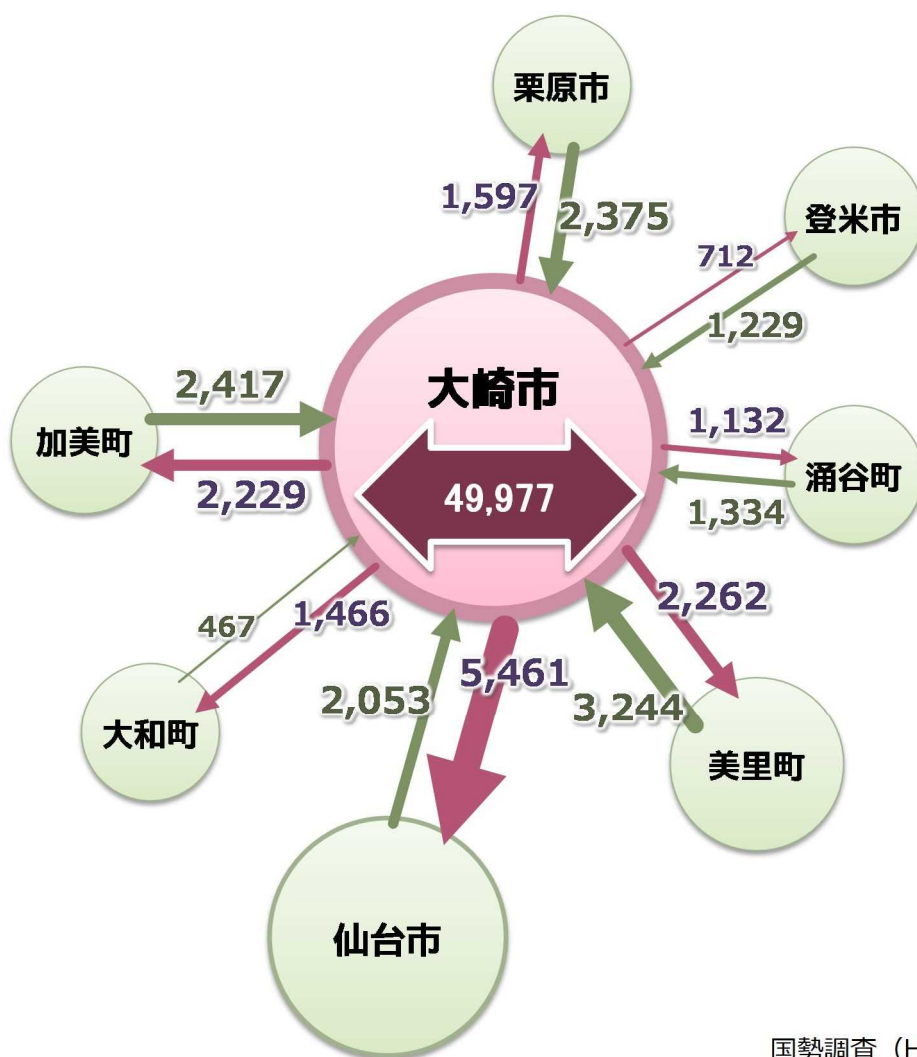 栗原市
1,597
2,375
登米市
712
1,229
大崎市
2,417
加美町
2,229
49,977
1,132
涌谷町
1,334
2,262
467
1,466
大和町
2,053
5,461
3,244
美里町
仙台市
国勢調査（H